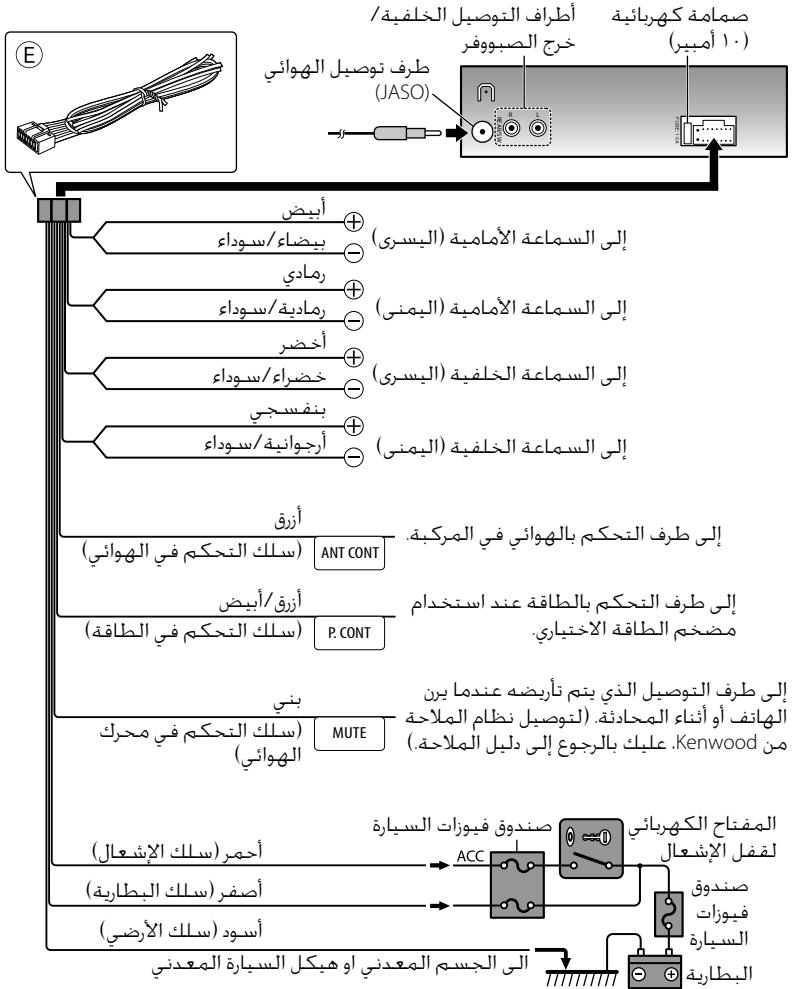 صمامة كهربائية
(١٠ أمبير)
أطراف التوصيل الخلفية/
خرج الصبووفر
طرف توصيل الهوائي
(JASO)
E
R
L
REAR/SW
FUSE 10A
أبيض
بيضاء/سوداء
إلى السماعة الأمامية (اليسرى)
رمادي
رمادية/سوداء
إلى السماعة الأمامية (اليمنى)
أخضر
خضراء/سوداء
إلى السماعة الخلفية (اليسرى)
بنفسجي
أرجوانية/سوداء
إلى السماعة الخلفية (اليمنى)
أزرق
(سلك التحكم في الهوائي)
ANT CONT
إلى طرف التحكم بالهوائي في المركبة.
أزرق/أبيض
(سلك التحكم في الطاقة)
P. CONT
إلى طرف التحكم بالطاقة عند استخدام
مضخم الطاقة الاختياري.
بني
(سلك التحكم في محرك
الهوائي)
MUTE
إلى طرف التوصيل الذي يتم تأريضه عندما يرن
الهاتف أو أثناء المحادثة. (لتوصيل نظام الملاحة
من Kenwood، عليك بالرجوع إلى دليل الملاحة.)
المفتاح الكهربائي
لقفل الإشعال
صندوق فيوزات السيارة
ACC
أحمر (سلك الإشعال)
أصفر (سلك البطارية)
صندوق
فيوزات
السيارة
أسود (سلك الأرضي)
الى الجسم المعدني او هيكل السيارة المعدني
البطارية